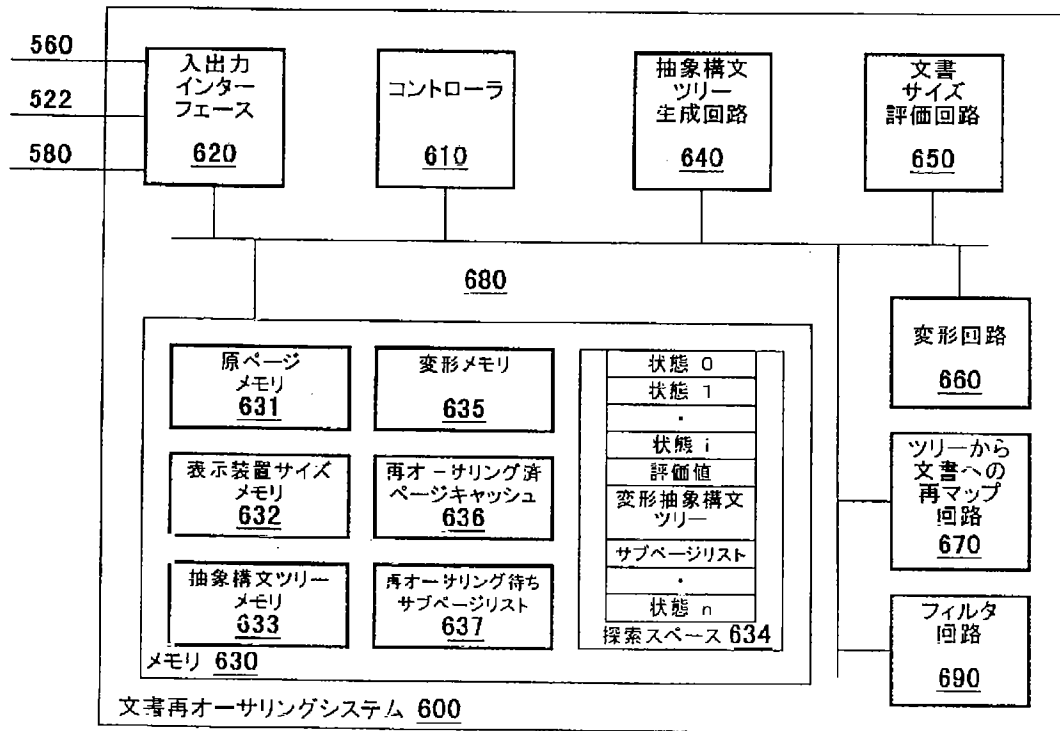 560
522
580
入出力
インター
フェース
620
コントローラ
610
抽象構文
ツリー
生成回路
640
文書
サイズ
評価回路
650
680
変形回路
660
ツリーから
文書への
再マップ
回路
670
フィルタ
回路
690
原ページ
メモリ
631
変形メモリ
635
表示装置サイズ
メモリ
632
再オーサリング済
ページキャッシュ
636
抽象構文ツリー
メモリ
633
再オーサリング待ち
サブページリスト
637
状態 0
状態 1
・
状態 i
評価値
変形抽象構文
ツリー
サブページリスト
・
状態 n
探索スペース 634
メモリ 630
文書再オーサリングシステム 600